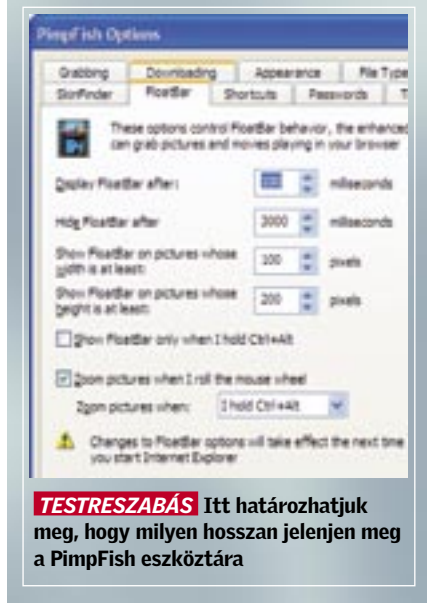 PimpFish Options
Grabbing Downloading Appearance File Type
SkinFinder FloatBar Shortcuts Passwords T
These options control FloatBar behavior, the enhanced
can grab pictures and movies playing in your browser
Display FloatBar after: miliseconds
Hide FloatBar after 3000 miliseconds
Show FloatBar on pictures whose
width is at least: 100 pixels
Show FloatBar on pictures whose
height is at least: 200 pixels
Show FloatBar only when I hold Ctrl+Alt
Zoom pictures when I roll the mouse wheel
Zoom pictures when: I hold Ctrl+Alt
Changes to FloatBar options will take effect the next time
you start Internet Explorer
TESTRESZABÁS Itt határozhatjuk
meg, hogy milyen hosszan jelenjen meg
a PimpFish eszköztára